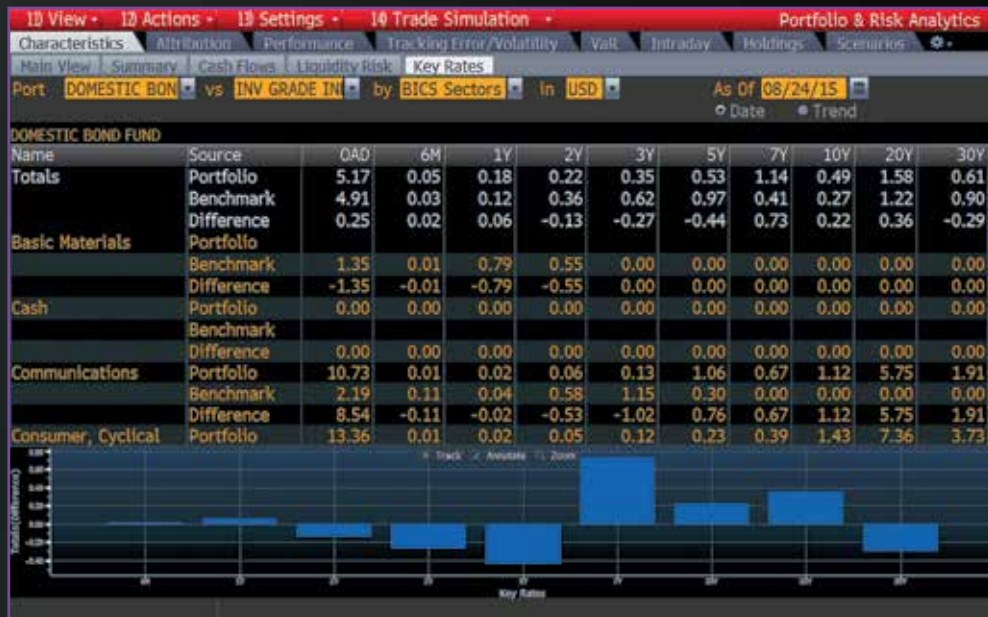 1) View 12) Actions 13) Settings 14) Trade Simulation Portfolio & Risk Analytics
Characteristics Attribution Performance Tracking Error/Volatility VaR Intraday Holdings Scenarios
Main View Summary Cash Flows Liquidity Risk Key Rates
Port DOMESTIC BON vs INV GRADE IN by BICS Sectors In USD As Of 08/24/15
Date Trend
DOMESTIC BOND FUND
Name Source OAD 6M 1Y 2Y 3Y 5Y 7Y 10Y 20Y 30Y
Totals Portfolio 5.17 0.05 0.18 0.22 0.35 0.53 1.14 0.49 1.58 0.61
Benchmark 4.91 0.03 0.12 0.36 0.62 0.97 0.41 0.27 1.22 0.90
Difference 0.25 0.02 0.06 -0.13 -0.27 -0.44 0.73 0.22 0.36 -0.29
Basic Materials Portfolio
Benchmark 1.35 0.01 0.79 0.55 0.00 0.00 0.00 0.00 0.00 0.00
Difference -1.35 -0.01 -0.79 -0.55 0.00 0.00 0.00 0.00 0.00 0.00
Cash Portfolio 0.00 0.00 0.00 0.00 0.00 0.00 0.00 0.00 0.00 0.00
Benchmark
Difference 0.00 0.00 0.00 0.00 0.00 0.00 0.00 0.00 0.00 0.00
Communications Portfolio 10.73 0.01 0.02 0.06 0.13 1.06 0.67 1.12 5.75 1.91
Benchmark 2.19 0.11 0.04 0.58 1.15 0.30 0.00 0.00 0.00 0.00
Difference 8.54 -0.11 -0.02 -0.53 -1.02 0.76 0.67 1.12 5.75 1.91
Consumer, Cyclical Portfolio 13.36 0.01 0.02 0.05 0.12 0.23 0.39 1.43 7.36 3.73
Track Annotate Zoom
Totals (Difference)
Key Rates